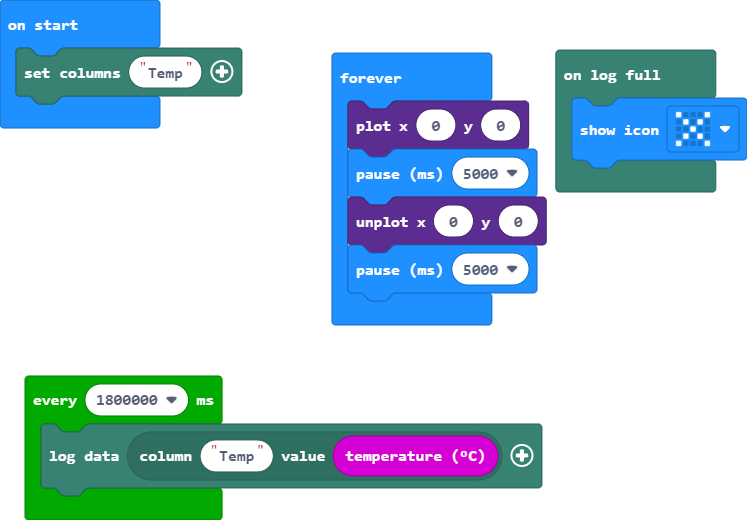 on start
set columns "Temp"
forever
plot x 0 y 0
pause (ms) 5000
unplot x 0 y 0
pause (ms) 5000
on log full
show icon
every 1800000 ms
log data column "Temp" value temperature (ºC)